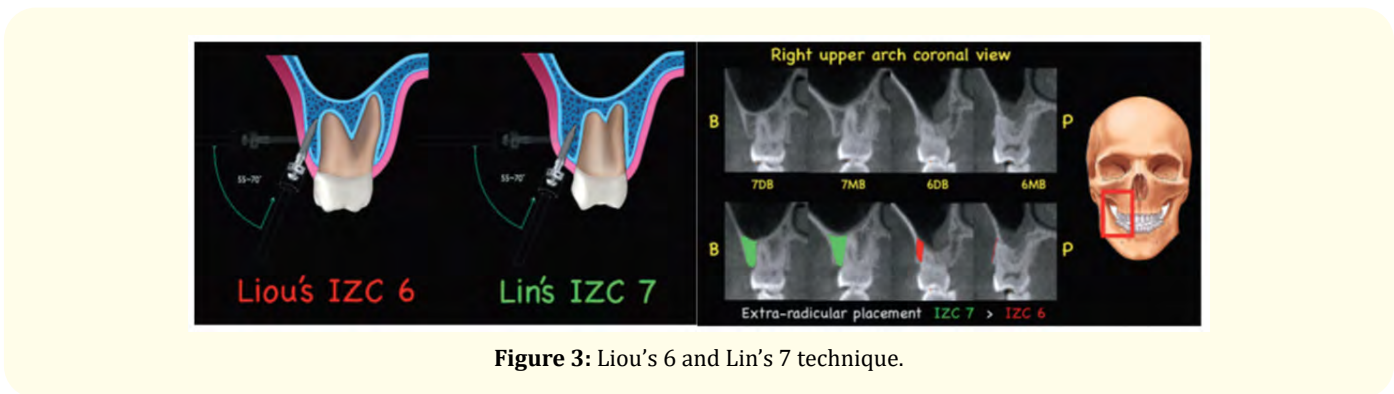 Right upper arch coronal view
B
P
55-70°
55-70°
7DB 7MB 6DB 6MB
B
P
Liou's IZC 6
Lin's IZC 7
Extra-radicular placement IZC 7 > IZC 6
Figure 3: Liou's 6 and Lin's 7 technique.